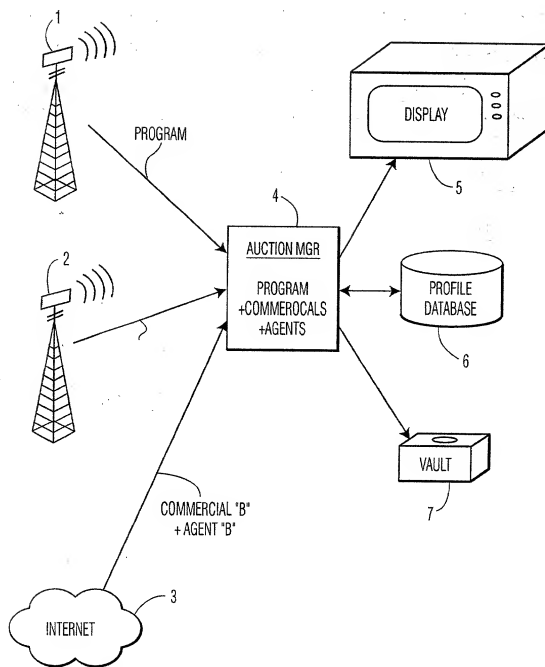 1
PROGRAM
DISPLAY
5
2
4
AUCTION MGR
PROGRAM
+COMMEROCALS
+AGENTS
PROFILE
DATABASE
6
VAULT
7
COMMERCIAL "B"
+ AGENT "B"
INTERNET
3